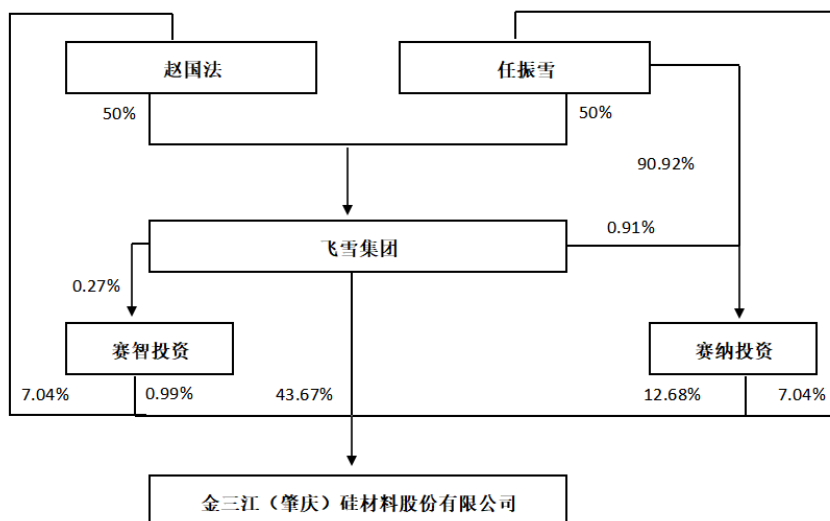 赵国法
任振雪
50%
50%
90.92%
飞雪集团
0.91%
0.27%
赛智投资
赛纳投资
7.04%
0.99%
43.67%
12.68%
7.04%
金三江（肇庆）硅材料股份有限公司